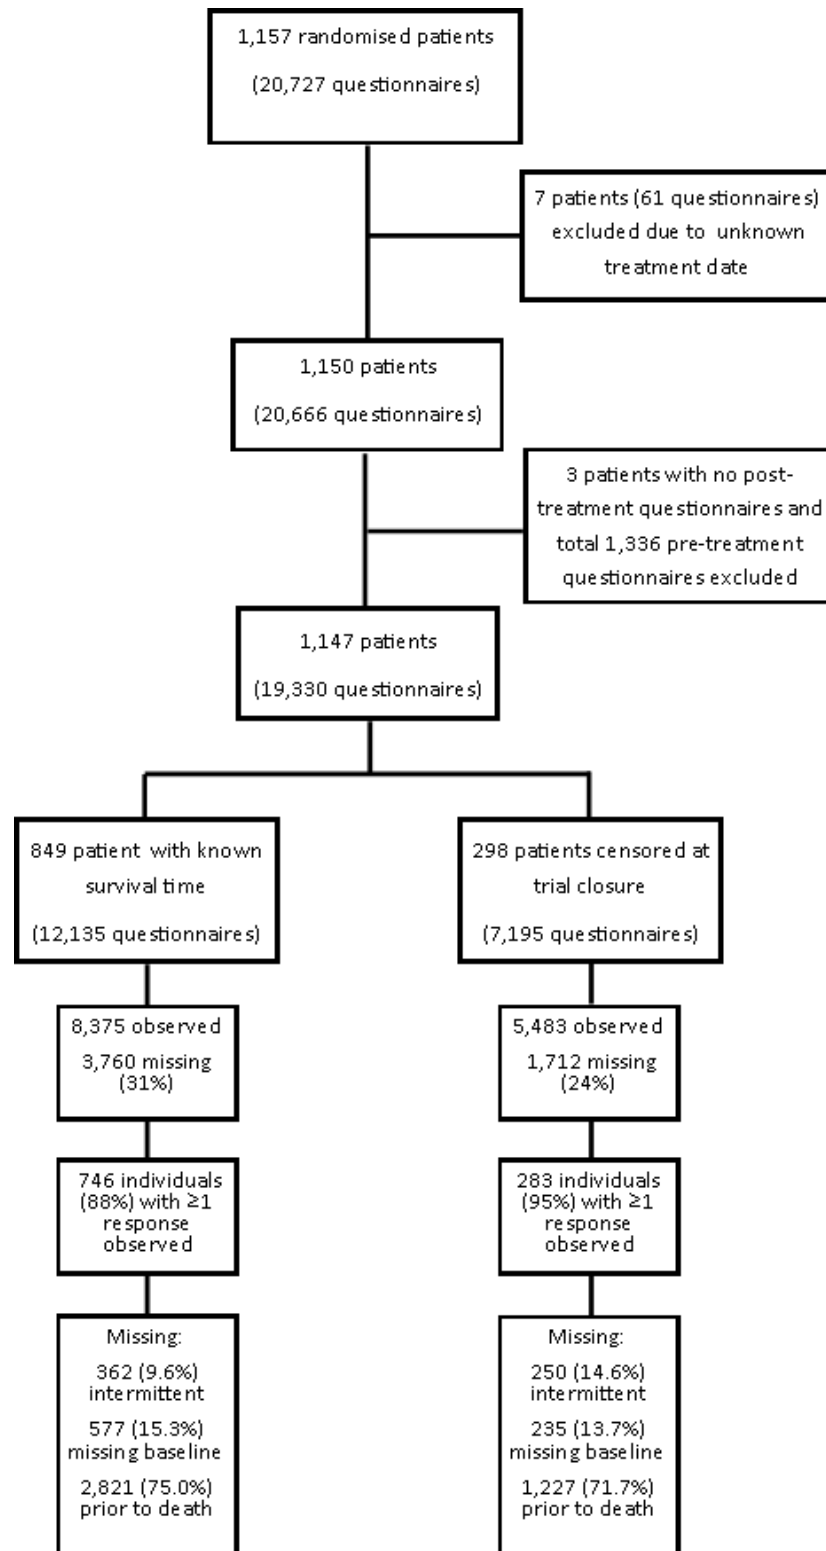 1,157 randomised patients
(20,727 questionnaires)
7 patients (61 questionnaires)
excluded due to unknown
treatment date
1,150 patients
(20,666 questionnaires)
3 patients with no post-
treatment questionnaires and
total 1,336 pre-treatment
questionnaires excluded
1,147 patients
(19,330 questionnaires)
849 patient with known
survival time
(12,135 questionnaires)
298 patients censored at
trial closure
(7,195 questionnaires)
8,375 observed
3,760 missing
(31%)
5,483 observed
1,712 missing
(24%)
746 individuals
(88%) with ≥1
response
observed
283 individuals
(95%) with ≥1
response
observed
Missing:
362 (9.6%)
intermittent
577 (15.3%)
missing baseline
2,821 (75.0%)
prior to death
Missing:
250 (14.6%)
intermittent
235 (13.7%)
missing baseline
1,227 (71.7%)
prior to death